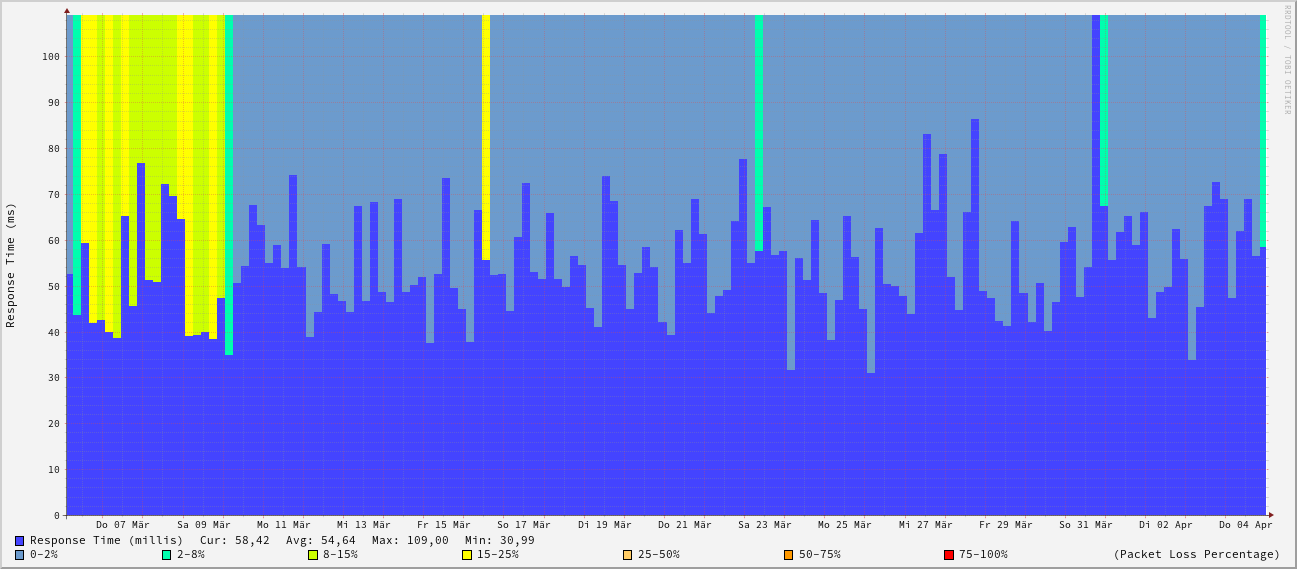 RRDTOOL / TOBI OETIKER
Response Time (ms)
100
90
80
70
60
50
40
30
20
10
0
Do 07 Mär Sa 09 Mär Mo 11 Mär Mi 13 Mär Fr 15 Mär So 17 Mär Di 19 Mär Do 21 Mär Sa 23 Mär Mo 25 Mär Mi 27 Mär Fr 29 Mär So 31 Mär Di 02 Apr Do 04 Apr
Response Time (millis) Cur: 58,42 Avg: 54,64 Max: 109,00 Min: 30,99
0-2% 2-8% 8-15% 15-25% 25-50% 50-75% 75-100% (Packet Loss Percentage)